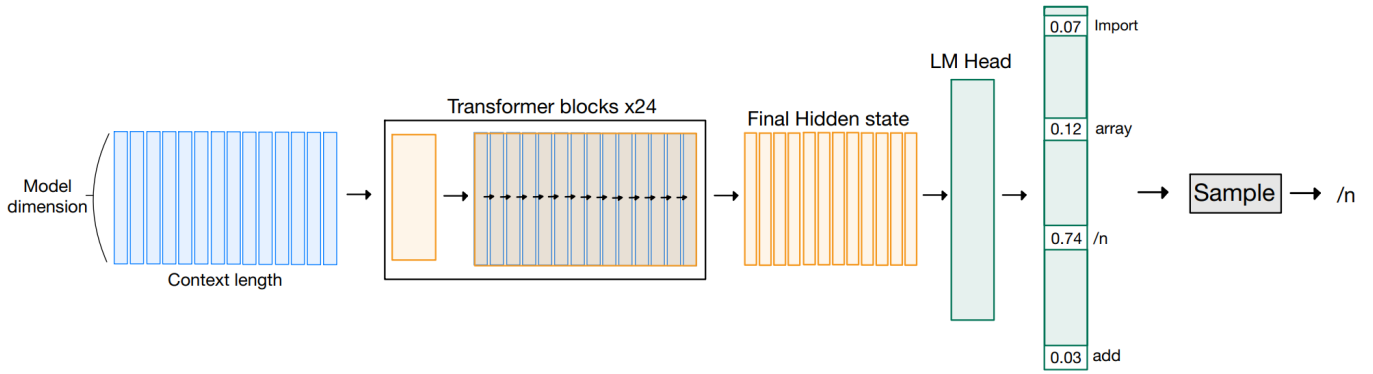 Model
dimension
Context length
Transformer blocks x24
Final Hidden state
LM Head
0.07 Import
0.12 array
0.74 /n
0.03 add
Sample
/n